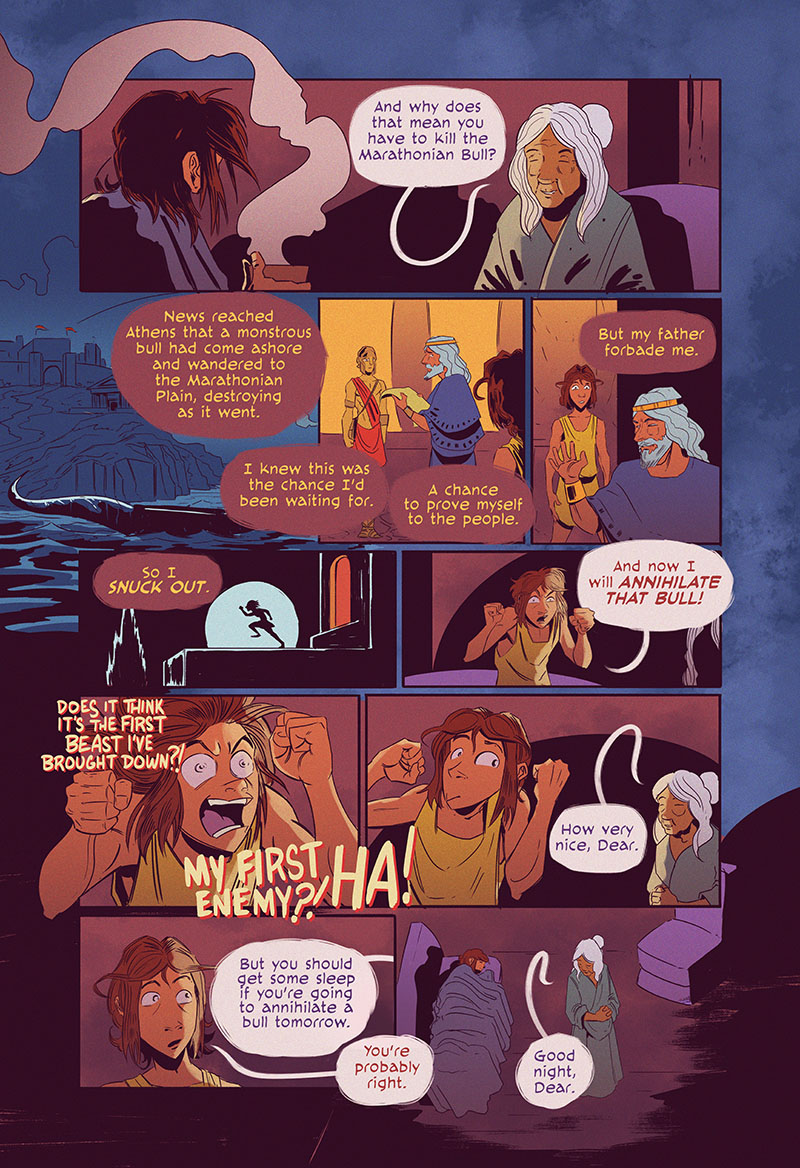 And why does
that mean you
have to kill the
Marathonian Bull?
News reached
Athens that a monstrous
bull had come ashore
and wandered to
the Marathonian
Plain, destroying
as it went.
I knew this was
the chance I'd
been waiting for.
A chance
to prove myself
to the people.
But my father
forbade me.
So I
SNUCK OUT.
And now I
will ANNIHILATE
THAT BULL!
DOES IT THINK
IT'S THE FIRST
BEAST I'VE
BROUGHT DOWN?!
MY FIRST
ENEMY?!
HA!
How very
nice, Dear.
But you should
get some sleep
if you're going
to annihilate a
bull tomorrow.
You're
probably
right.
Good
night,
Dear.